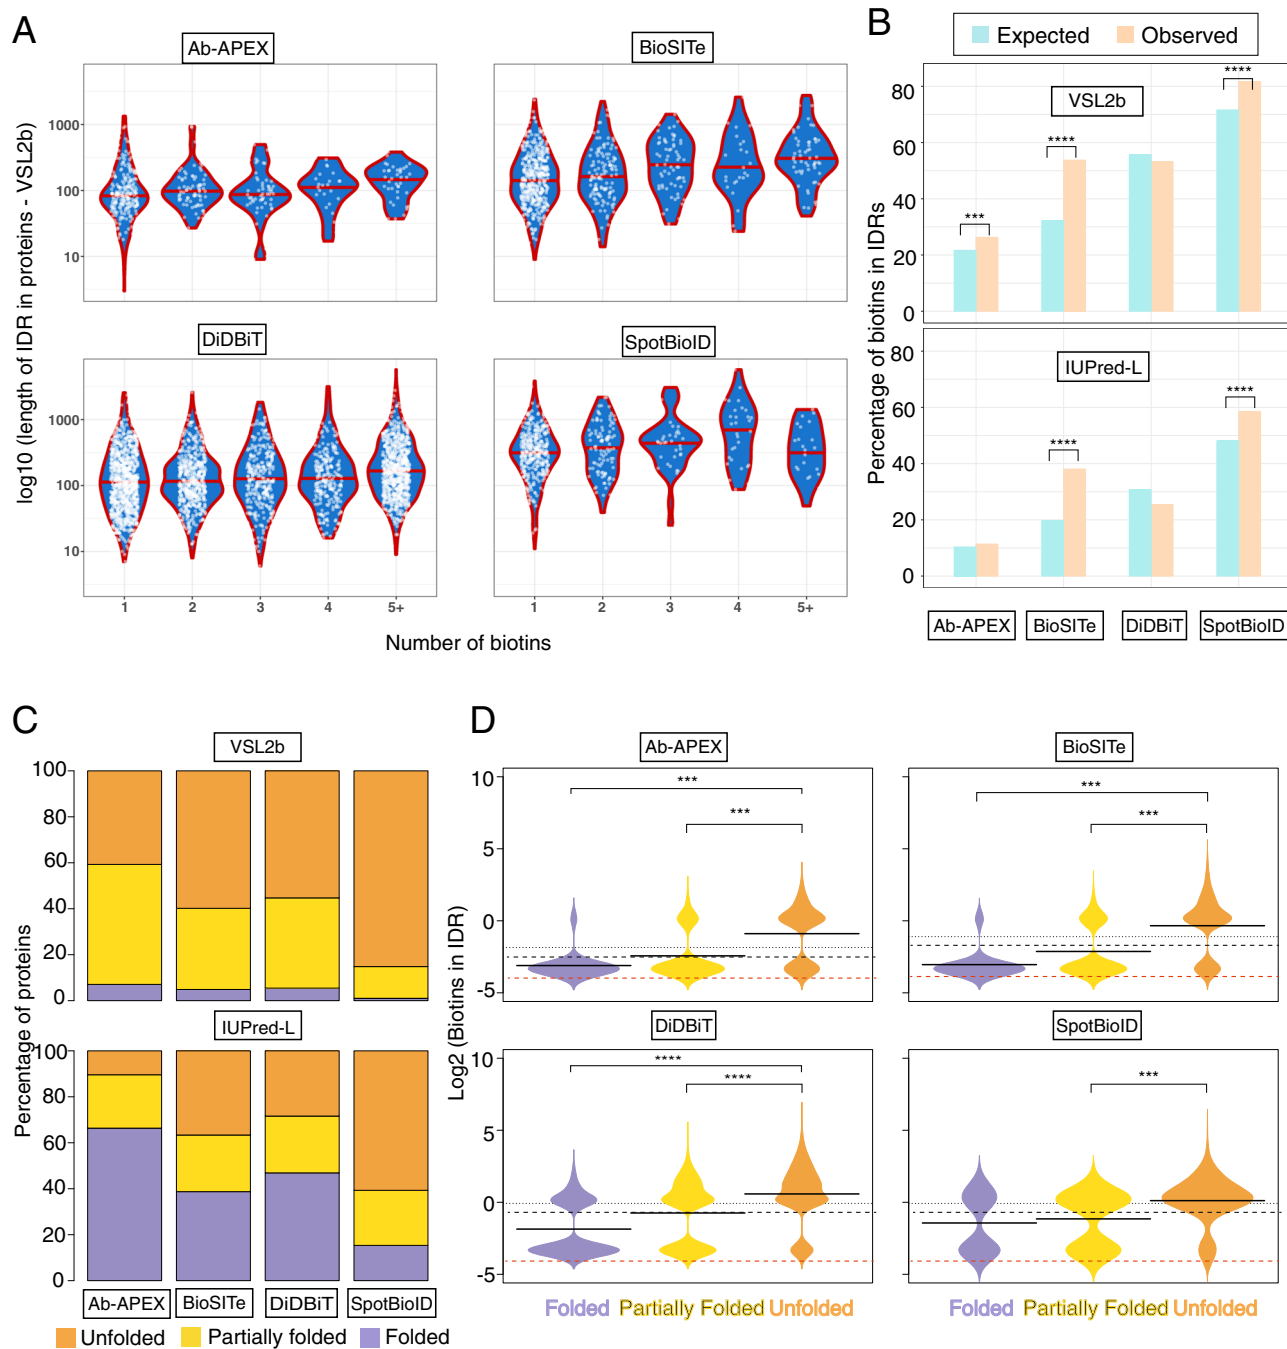 A
Ab-APEX
BioSITe
log10 (length of IDR in proteins - VSL2b)
1000
100
10
DiDBiT
SpotBioID
1000
100
10
1 2 3 4 5+
1 2 3 4 5+
Number of biotins
B
Expected Observed
Percentage of biotins in IDRs
VSL2b
80
60
40
20
0
***
****
****
IUPred-L
80
60
40
20
0
****
****
Ab-APEX BioSITe DiDBiT SpotBioID
C
Percentage of proteins
VSL2b
100
80
60
40
20
0
IUPred-L
100
80
60
40
20
0
Ab-APEX BioSITe DiDBiT SpotBioID
Unfolded Partially folded Folded
D
Log2 (Biotins in IDR)
Ab-APEX
10
5
0
-5
***
***
BioSITe
***
***
DiDBiT
10
5
0
-5
****
****
SpotBioID
***
Folded Partially Folded Unfolded
Folded Partially Folded Unfolded